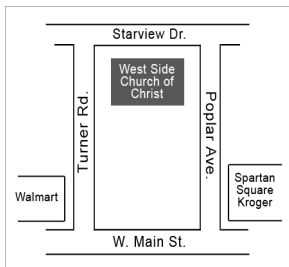 Starview Dr.
West Side
Church of
Christ
Turner Rd.
Poplar Ave.
Walmart
Spartan
Square
Kroger
W. Main St.